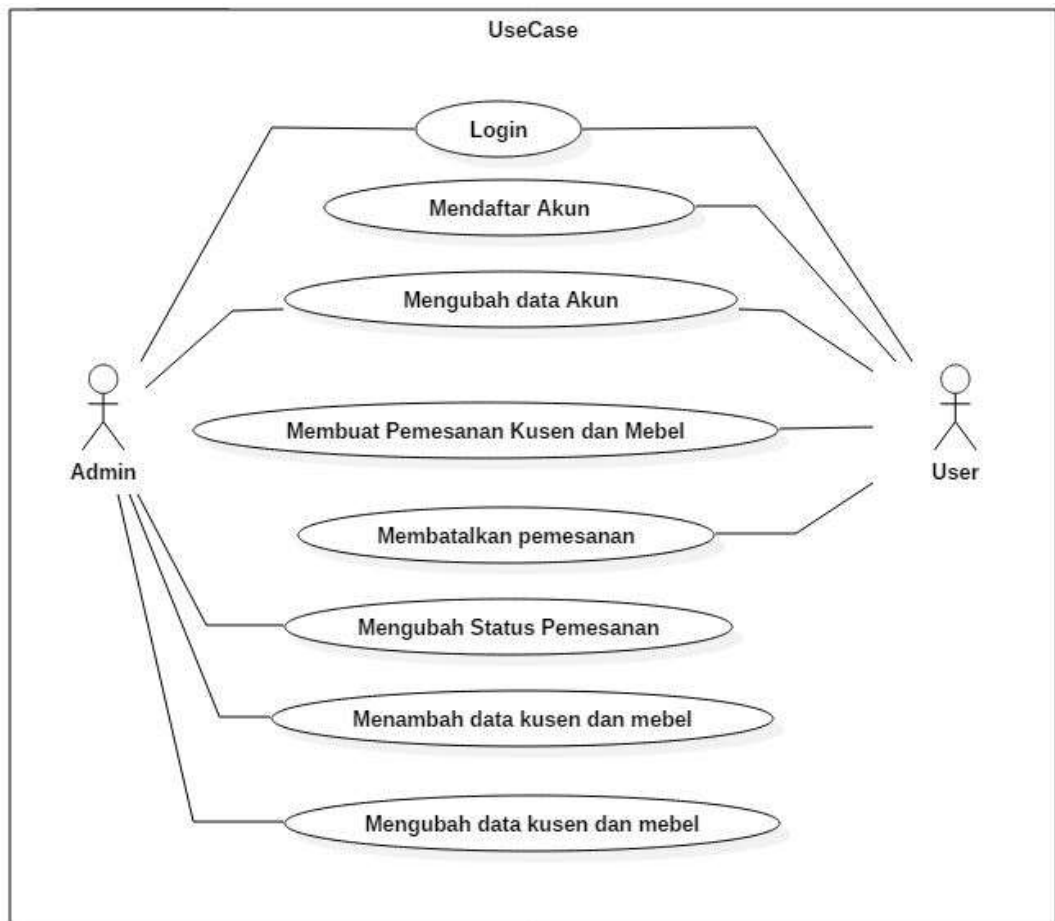 UseCase
Login
Mendaftar Akun
Mengubah data Akun
Membuat Pemesanan Kusen dan Mebel
Admin
User
Membatalkan pemesanan
Mengubah Status Pemesanan
Menambah data kusen dan mebel
Mengubah data kusen dan mebel